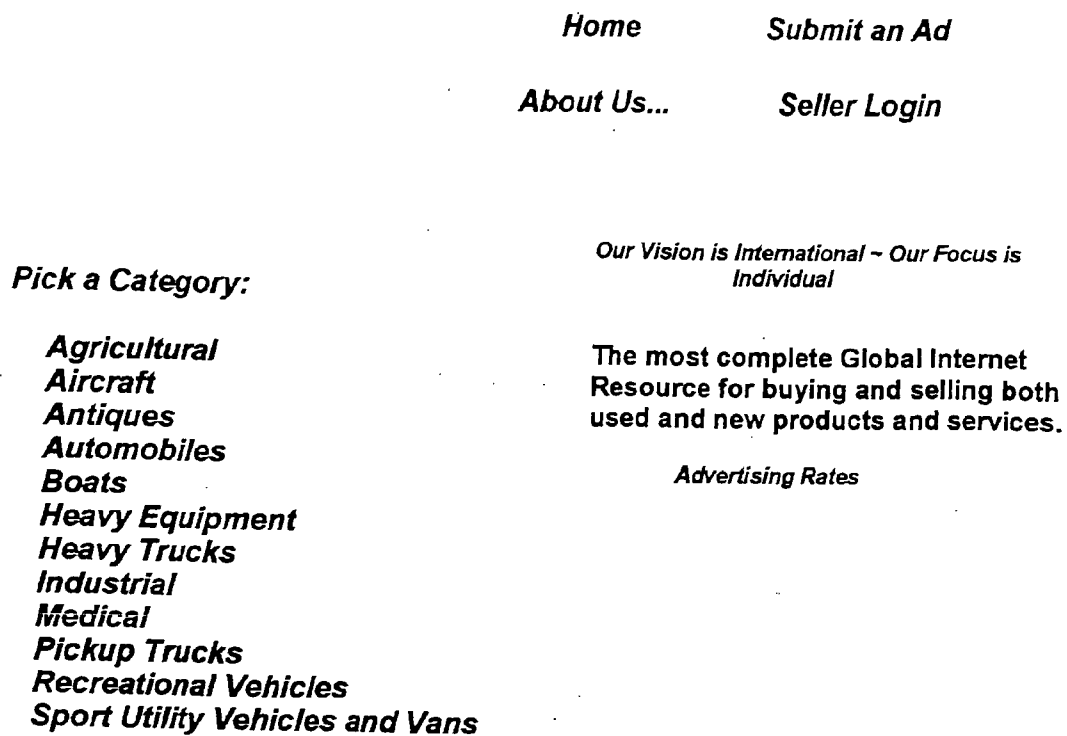 Home Submit an Ad
About Us... Seller Login
Our Vision is International ~ Our Focus is
Individual
Pick a Category:
Agricultural
Aircraft
Antiques
Automobiles
Boats
Heavy Equipment
Heavy Trucks
Industrial
Medical
Pickup Trucks
Recreational Vehicles
Sport Utility Vehicles and Vans
The most complete Global Internet
Resource for buying and selling both
used and new products and services.
Advertising Rates